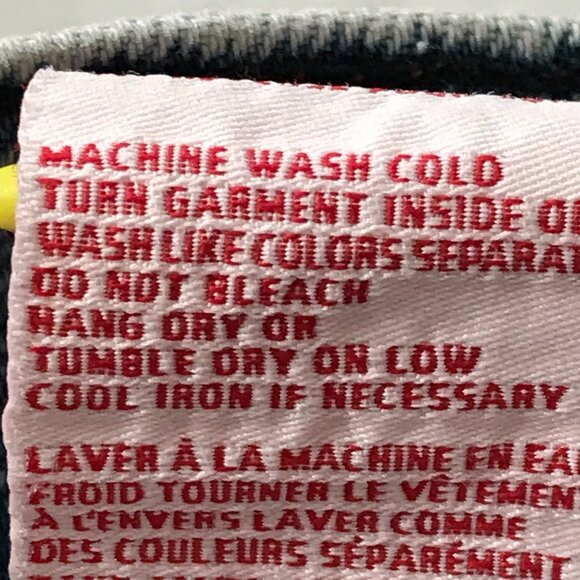 MACHINE WASH COLD
TURN GARMENT INSIDE
WASH LIKE COLORS
DO NOT BLEACH
HANG DRY OR
TUMBLE DRY ON LOW
COOL IRON IF NECESSARY
LAVER À LA MACHINE EN
FROID TOURNER LE
À L'ENVERS LAVER COMME
DES COULEURS SÉPARÉMENT